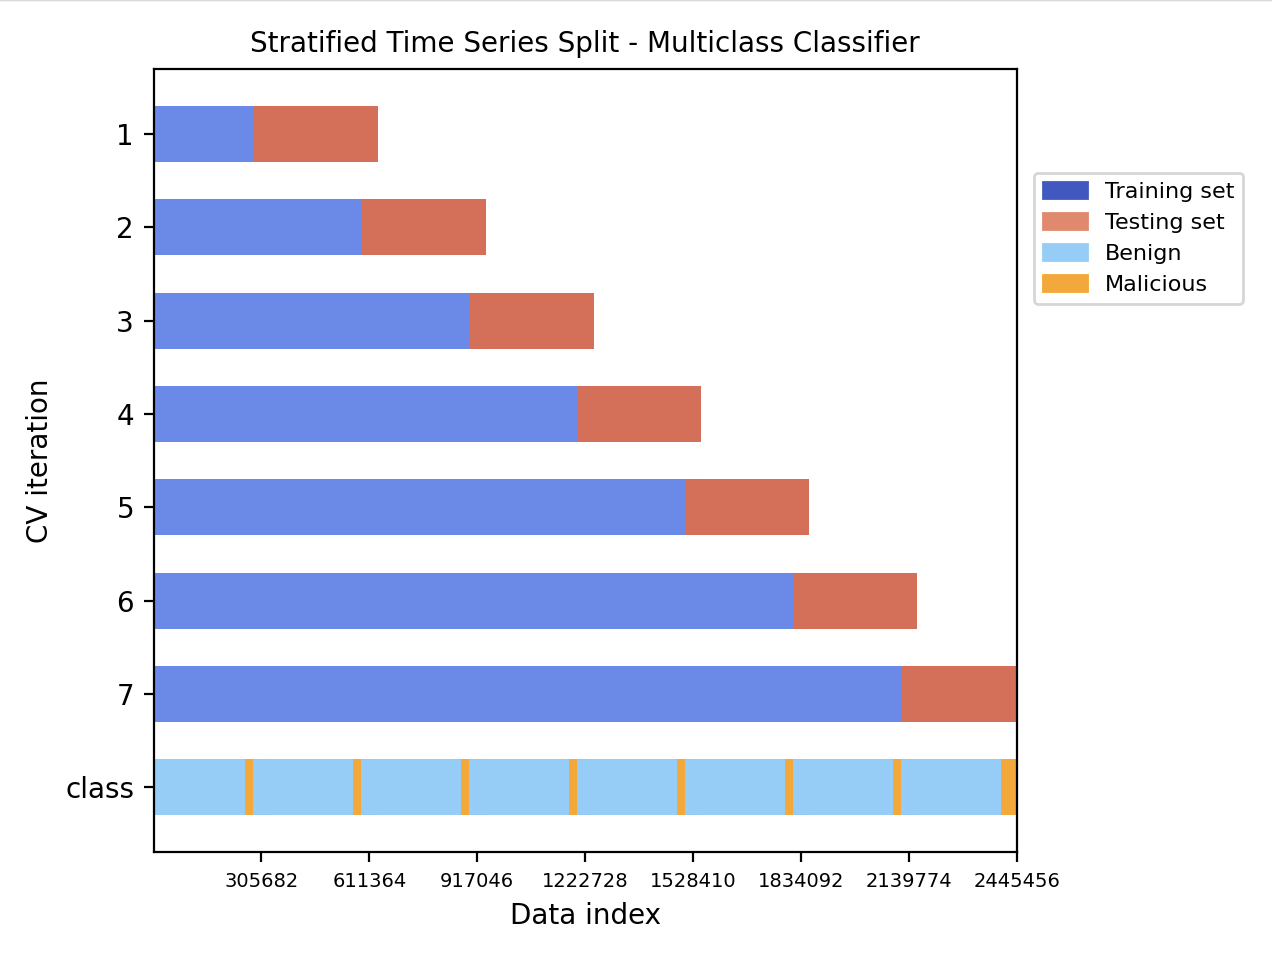 Stratified Time Series Split - Multiclass Classifier
1
2
3
4
5
6
7
class
CV iteration
Training set
Testing set
Benign
Malicious
305682 611364 917046 1222728 1528410 1834092 2139774 2445456
Data index